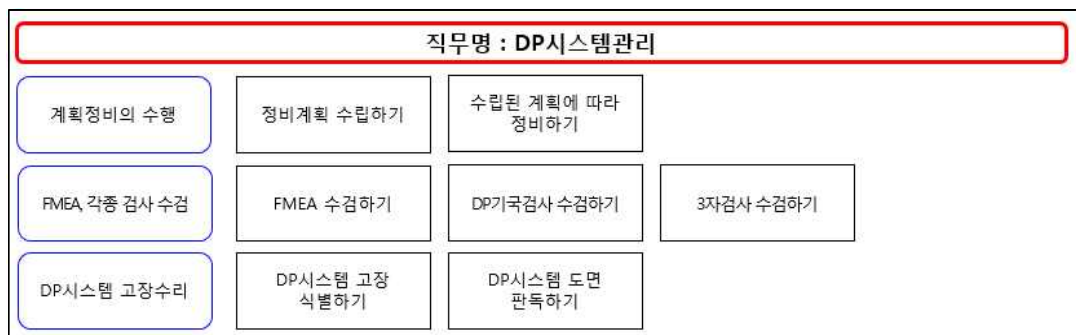 직무명 : DP시스템관리
계획정비의 수행
정비계획 수립하기
수립된 계획에 따라
정비하기
FMEA, 각종 검사 수검
FMEA 수검하기
DP기국검사 수검하기
3자검사 수검하기
DP시스템 고장수리
DP시스템 고장
식별하기
DP시스템 도면
판독하기